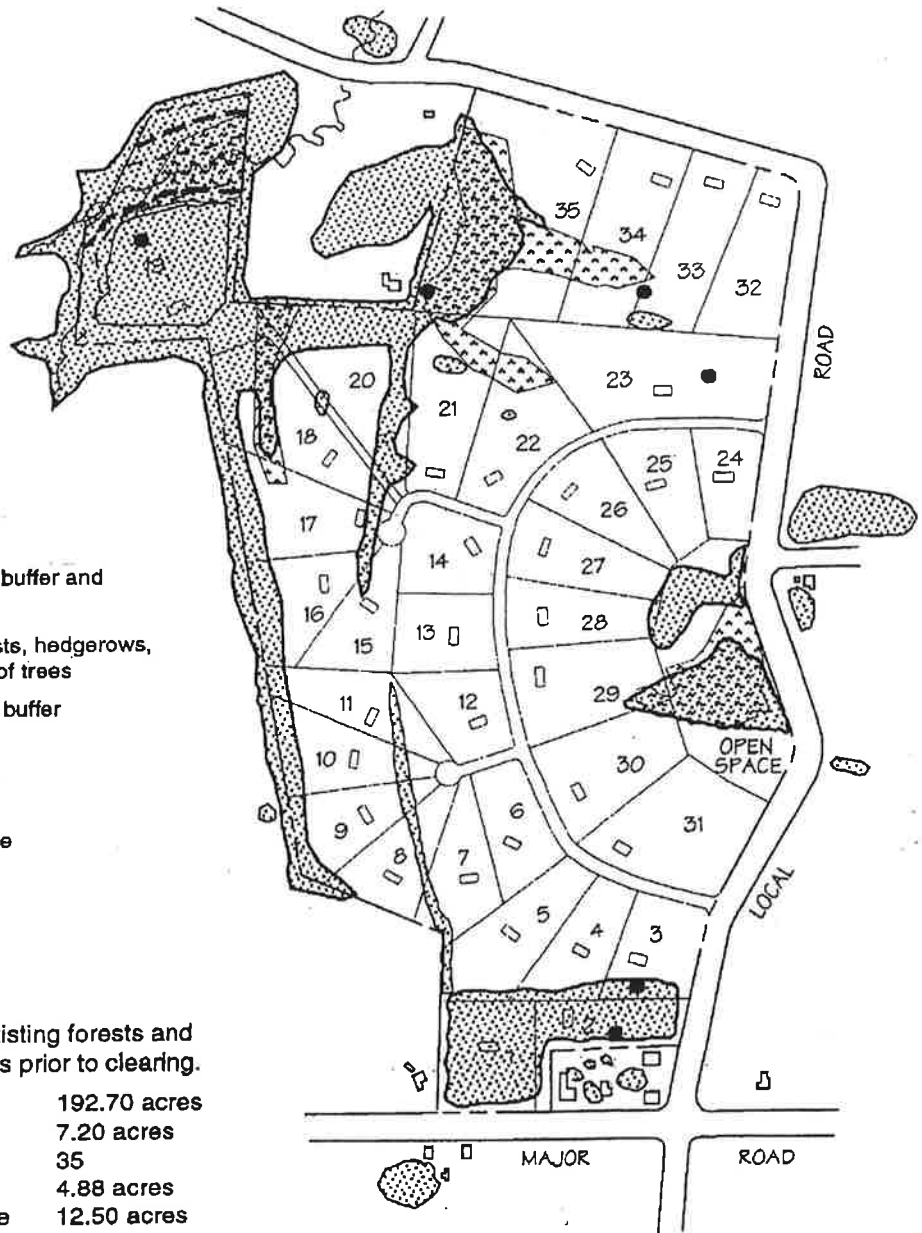 35
34
33
32
ROAD
23
20
21
22
18
25
24
26
17
27
14
buffer and
16
28
sts, hedgerows,
of trees
15
13
buffer
29
11
12
OPEN
SPACE
10
30
e
9
6
31
8
7
LOCAL
5
4
3
xisting forests and
s prior to clearing.
192.70 acres
7.20 acres
35
4.88 acres
e 12.50 acres
MAJOR ROAD